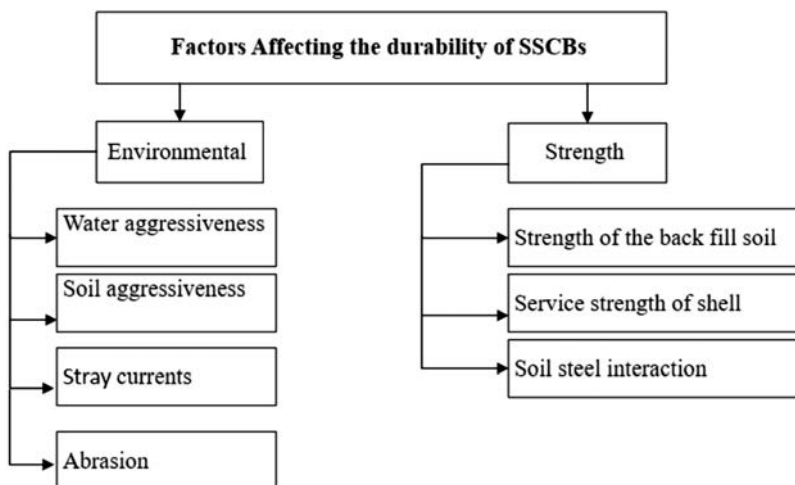 Factors Affecting the durability of SSCBs
Environmental
Water aggressiveness
Soil aggressiveness
Stray currents
Abrasion
Strength
Strength of the back fill soil
Service strength of shell
Soil steel interaction